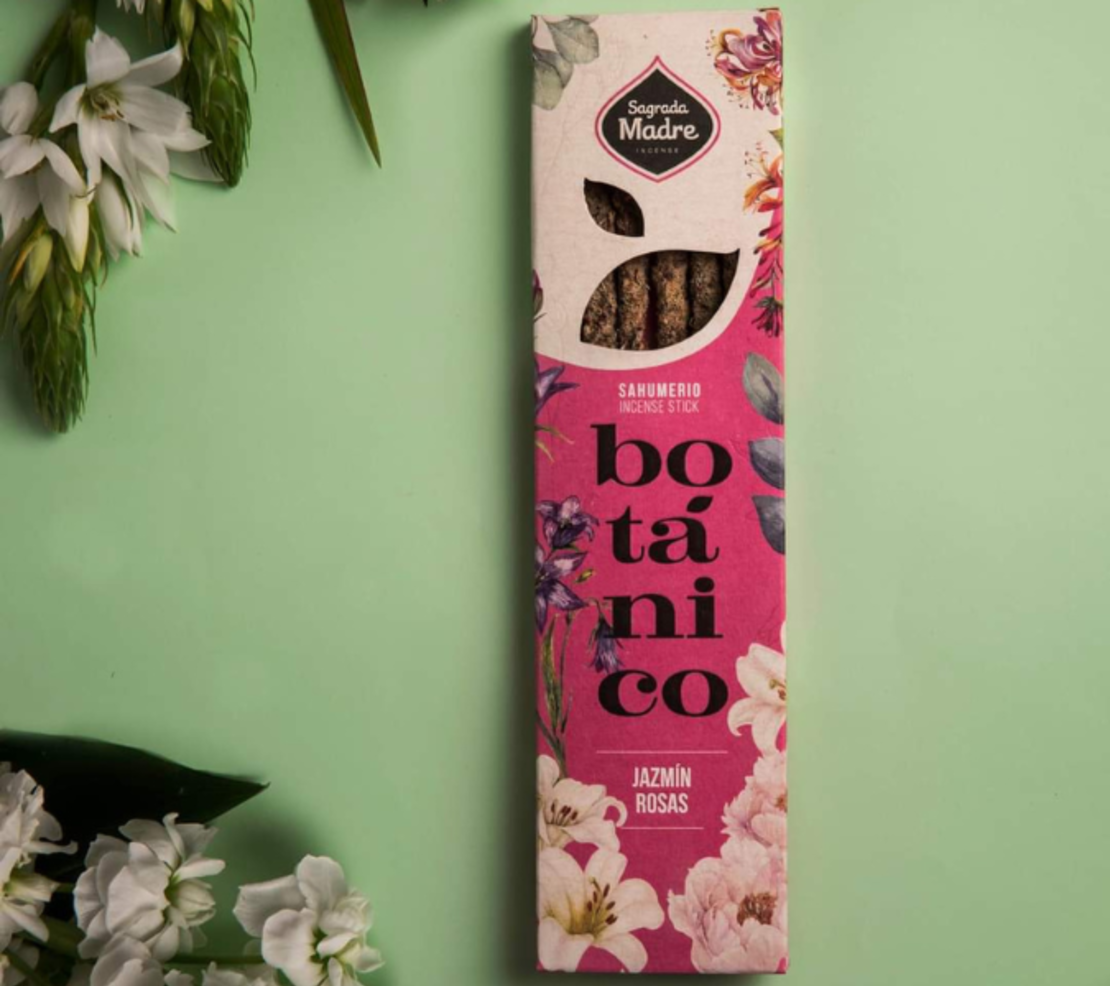 Sagrada
Madre
INCENSE
SAHUMERIO
INCENSE STICK
bo
tá
ni
co
JAZMÍN
ROSAS